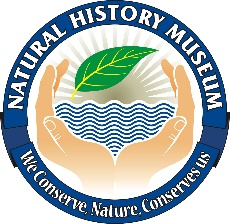 NATURAL HISTORY MUSEUM
We Conserve, Nature, Conserves us